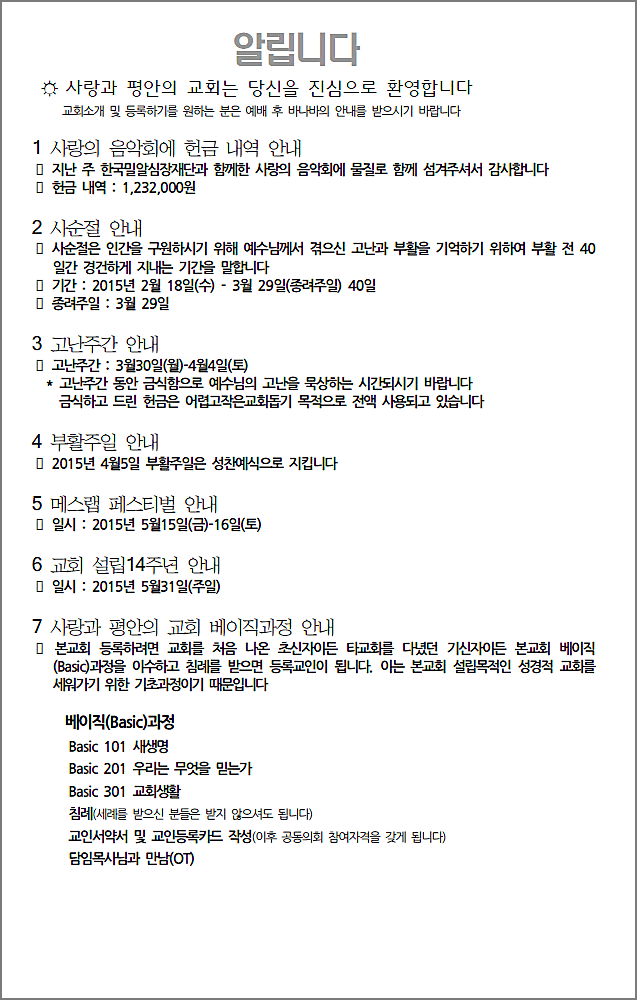 알립니다
☼ 사랑과 평안의 교회는 당신을 진심으로 환영합니다
교회소개 및 등록하기를 원하는 분은 예배 후 바나바의 안내를 받으시기 바랍니다
1 사랑의 음악회에 헌금 내역 안내
▯ 지난 주 한국밀알심장재단과 함께한 사랑의 음악회에 물질로 함께 섬겨주셔서 감사합니다
▯ 헌금 내역 : 1,232,000원
2 사순절 안내
▯ 사순절은 인간을 구원하시기 위해 예수님께서 겪으신 고난과 부활을 기억하기 위하여 부활 전 40
일간 경건하게 지내는 기간을 말합니다
▯ 기간 : 2015년 2월 18일(수) - 3월 29일(종려주일) 40일
▯ 종려주일 : 3월 29일
3 고난주간 안내
▯ 고난주간 : 3월30일(월)-4월4일(토)
* 고난주간 동안 금식함으로 예수님의 고난을 묵상하는 시간되시기 바랍니다
금식하고 드린 헌금은 어렵고작은교회돕기 목적으로 전액 사용되고 있습니다
4 부활주일 안내
▯ 2015년 4월5일 부활주일은 성찬예식으로 지킵니다
5 메스랩 페스티벌 안내
▯ 일시 : 2015년 5월15일(금)-16일(토)
6 교회 설립14주년 안내
▯ 일시 : 2015년 5월31일(주일)
7 사랑과 평안의 교회 베이직과정 안내
▯ 본교회 등록하려면 교회를 처음 나온 초신자이든 타교회를 다녔던 기신자이든 본교회 베이직
(Basic)과정을 이수하고 침례를 받으면 등록교인이 됩니다. 이는 본교회 설립목적인 성경적 교회를
세워가기 위한 기초과정이기 때문입니다
베이직(Basic)과정
Basic 101 새생명
Basic 201 우리는 무엇을 믿는가
Basic 301 교회생활
침례(세례를 받으신 분들은 받지 않으셔도 됩니다)
교인서약서 및 교인등록카드 작성(이후 공동의회 참여자격을 갖게 됩니다)
담임목사님과 만남(OT)